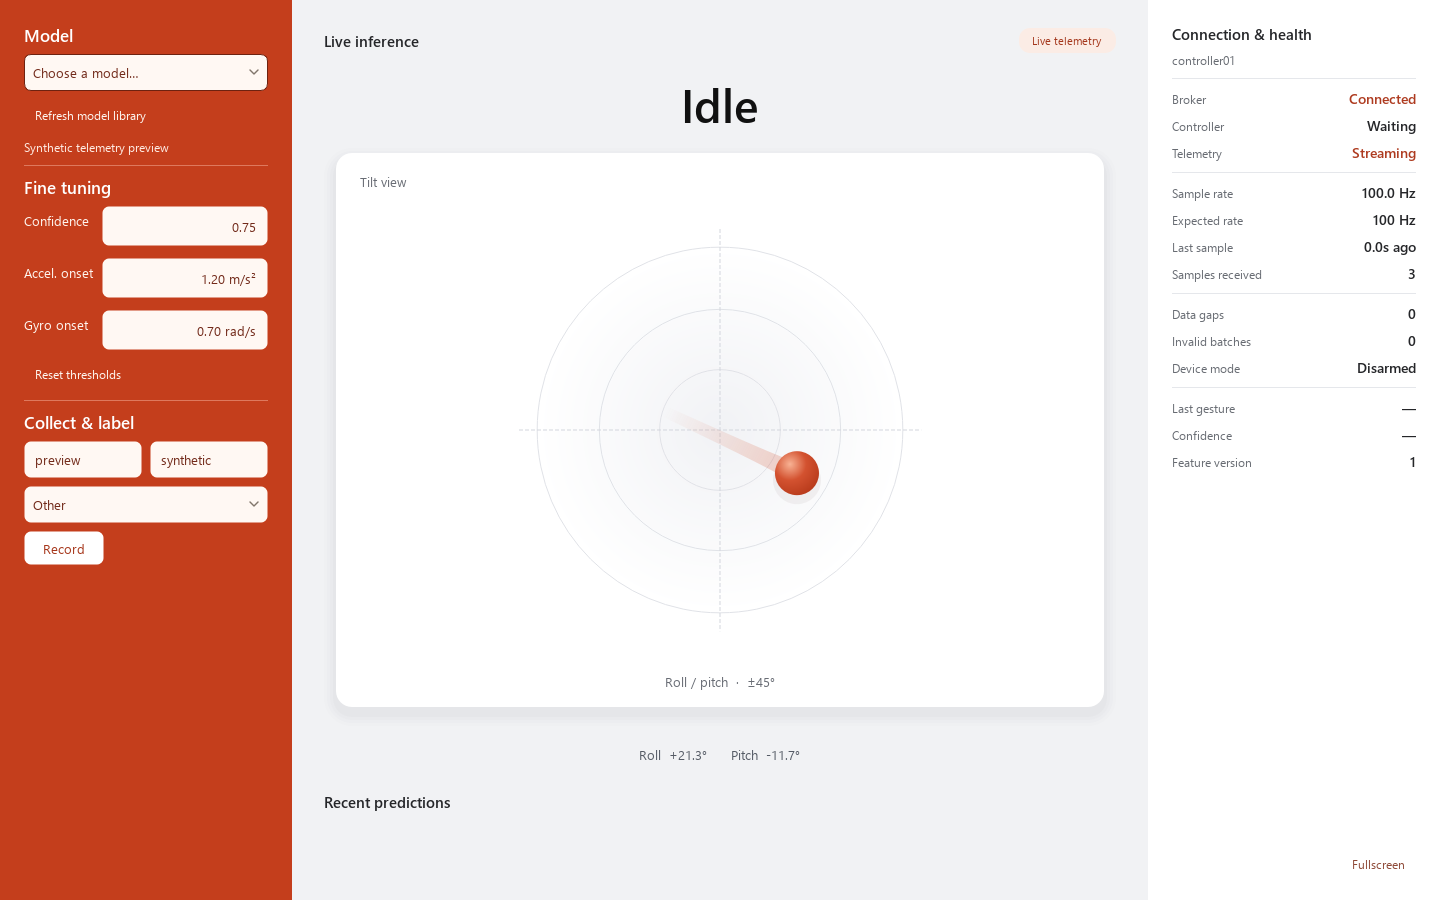 Model
Choose a model...
Refresh model library
Synthetic telemetry preview
Fine tuning
Confidence 0.75
Accel. onset 1.20 m/s²
Gyro onset 0.70 rad/s
Reset thresholds
Collect & label
preview synthetic
Other
Record
Live inference Live telemetry
Idle
Tilt view
Roll / pitch · ±45°
Roll +21.3° Pitch -11.7°
Recent predictions
Connection & health
controller01
Broker Connected
Controller Waiting
Telemetry Streaming
Sample rate 100.0 Hz
Expected rate 100 Hz
Last sample 0.0s ago
Samples received 3
Data gaps 0
Invalid batches 0
Device mode Disarmed
Last gesture —
Confidence —
Feature version 1
Fullscreen